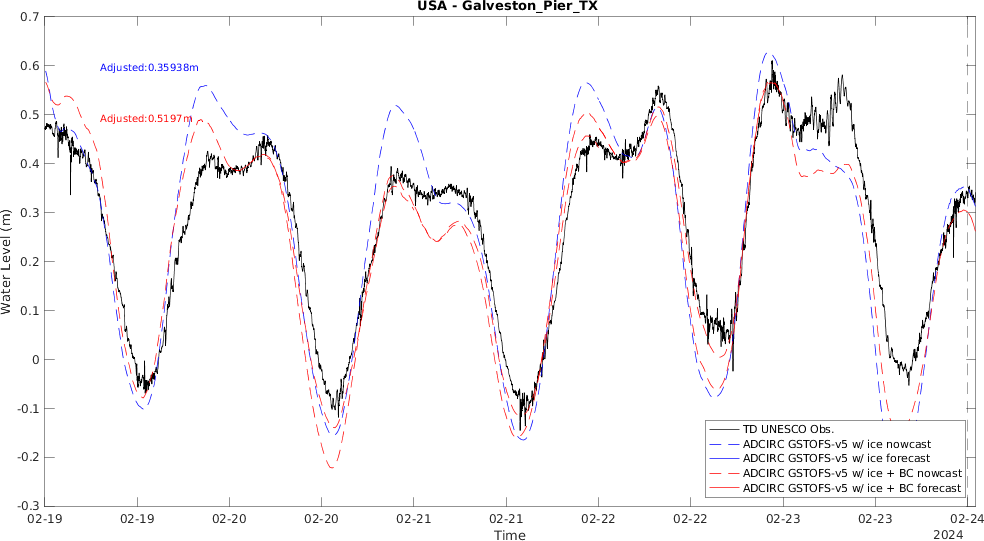 USA - Galveston_Pier_TX
0.7
0.6
0.5
0.4
0.3
0.2
0.1
0
-0.1
-0.2
-0.3
Water Level (m)
Adjusted:0.35938m
Adjusted:0.5197m
TD UNESCO Obs.
ADCIRC GSTOFS-v5 w/ ice nowcast
ADCIRC GSTOFS-v5 w/ ice forecast
ADCIRC GSTOFS-v5 w/ ice + BC nowcast
ADCIRC GSTOFS-v5 w/ ice + BC forecast
02-19 02-19 02-20 02-20 02-21 02-21 02-22 02-22 02-23 02-23 02-24
Time
2024